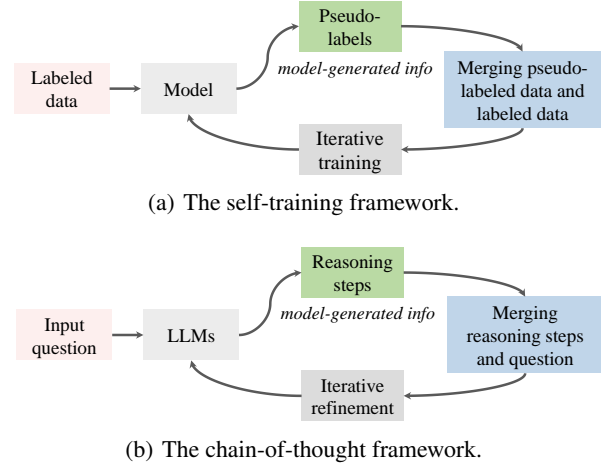 Pseudo-
labels
model-generated info
Labeled
data
Model
Merging pseudo-
labeled data and
labeled data
Iterative
training
(a) The self-training framework.
Reasoning
steps
model-generated info
Input
question
LLMs
Merging
reasoning steps
and question
Iterative
refinement
(b) The chain-of-thought framework.